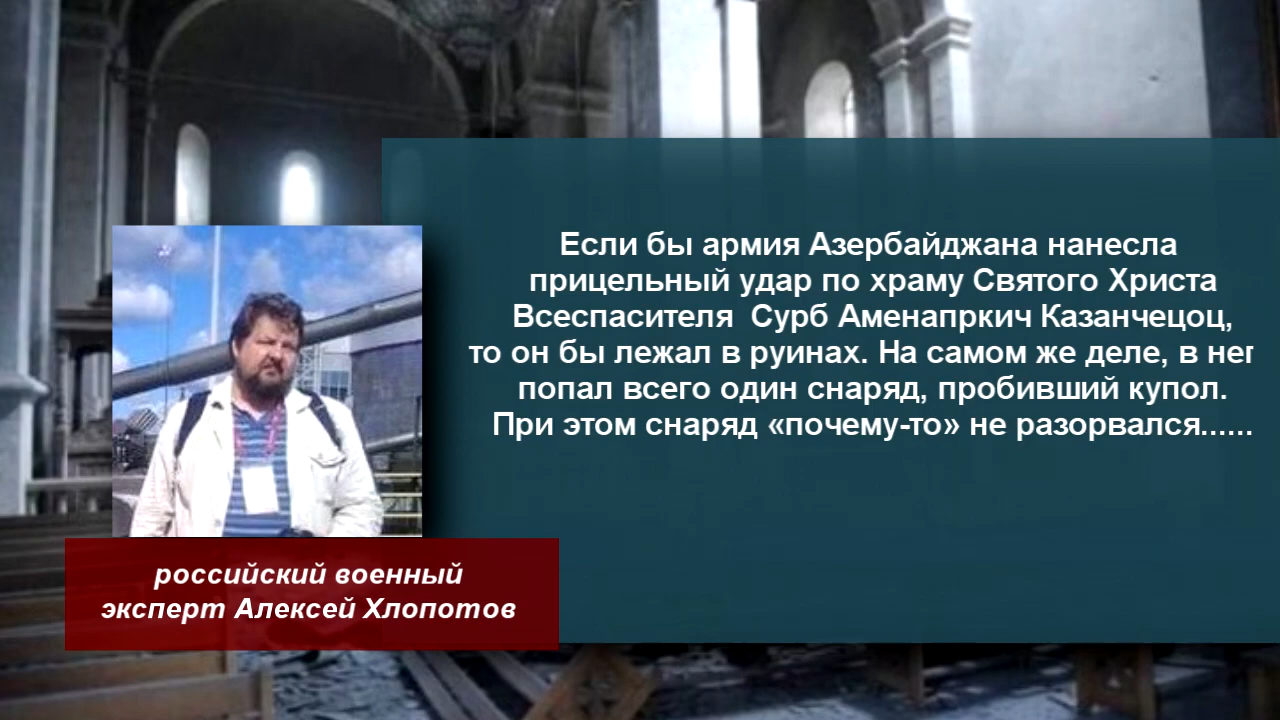 Если бы армия Азербайджана нанесла
прицельный удар по храму Святого Христа
Всеспасителя Сурб Аменапркич Казанчецоц,
то он бы лежал в руинах. На самом же деле, в нег
попал всего один снаряд, пробивший купол.
При этом снаряд «почему-то» не разорвался......
российский военный
эксперт Алексей Хлопотов